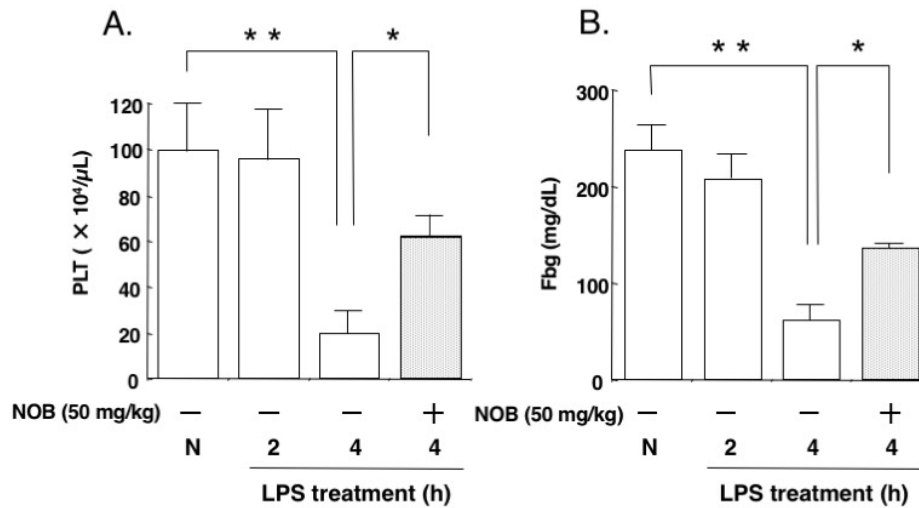 A.
* *
*
120
100
80
60
40
20
0
PLT ( × 10⁴/μL)
NOB (50 mg/kg) − − − +
N 2 4 4
LPS treatment (h)
B.
* *
*
300
200
100
0
Fbg (mg/dL)
NOB (50 mg/kg) − − − +
N 2 4 4
LPS treatment (h)